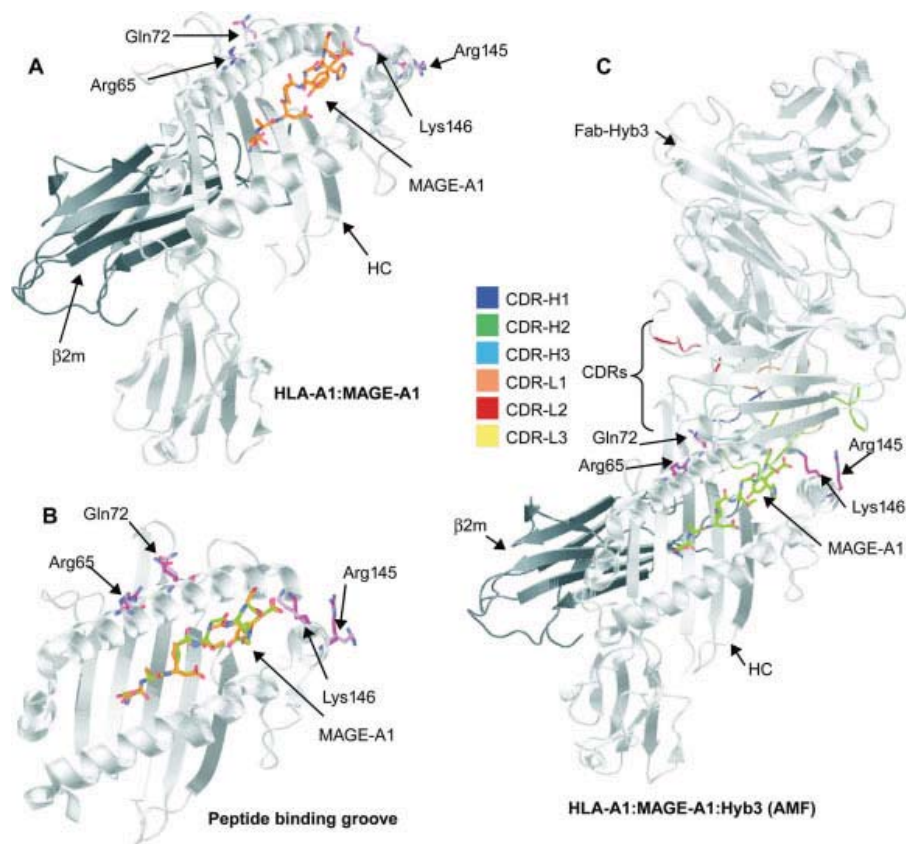 A
Gln72
Arg65
Arg145
Lys146
MAGE-A1
HC
β2m
HLA-A1:MAGE-A1
B
Gln72
Arg65
Arg145
Lys146
MAGE-A1
Peptide binding groove
C
Fab-Hyb3
CDR-H1
CDR-H2
CDR-H3
CDR-L1
CDR-L2
CDR-L3
CDRs
Gln72
Arg65
Arg145
Lys146
β2m
MAGE-A1
HC
HLA-A1:MAGE-A1:Hyb3 (AMF)